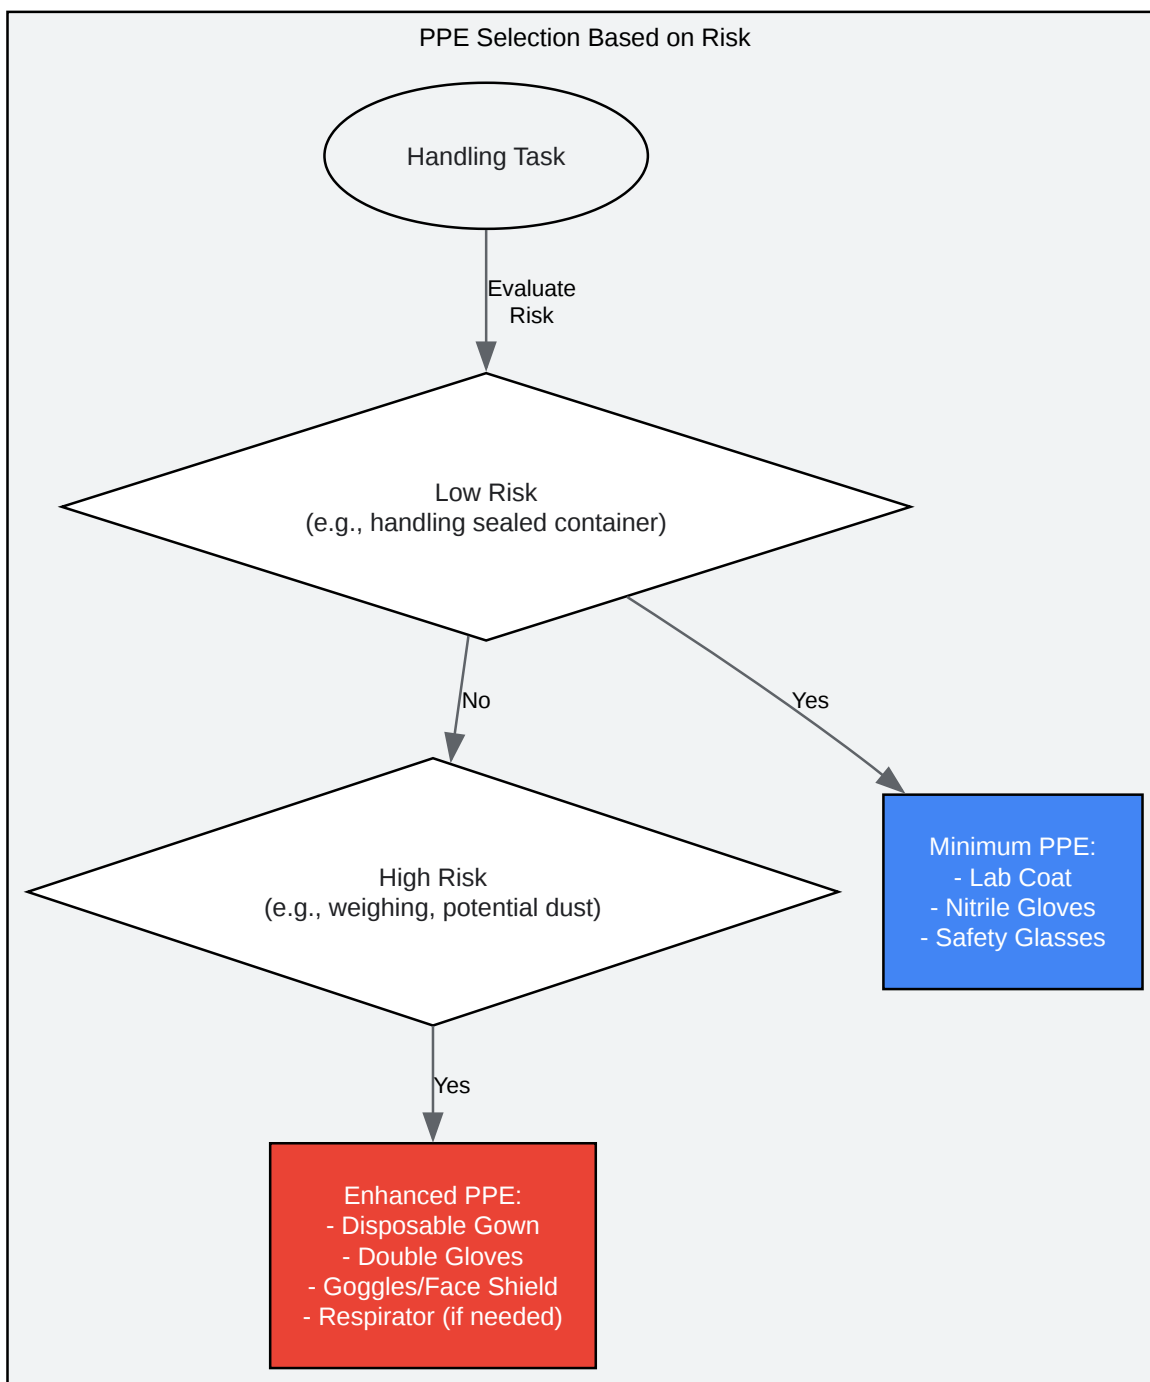 PPE Selection Based on Risk
Handling Task
Evaluate
Risk
Low Risk
(e.g., handling sealed container)
No
Yes
High Risk
(e.g., weighing, potential dust)
Minimum PPE:
- Lab Coat
- Nitrile Gloves
- Safety Glasses
Yes
Enhanced PPE:
- Disposable Gown
- Double Gloves
- Goggles/Face Shield
- Respirator (if needed)